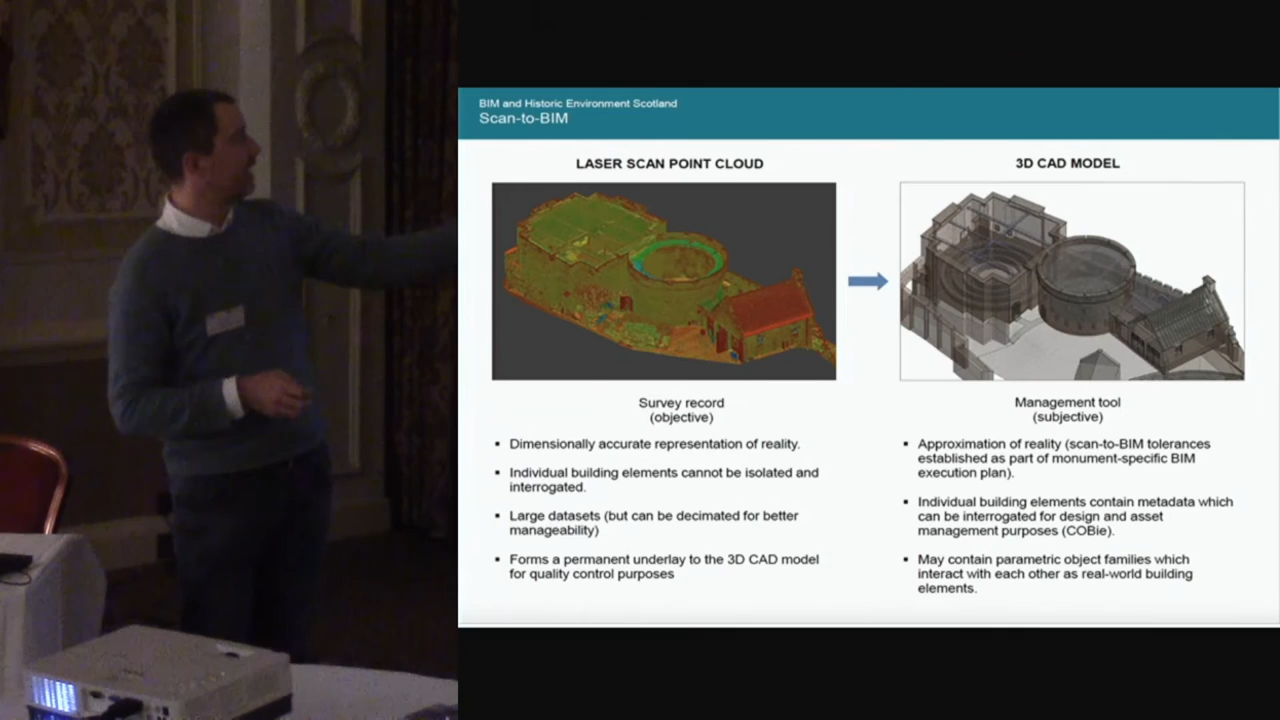 BIM and Historic Environment Scotland
Scan-to-BIM
LASER SCAN POINT CLOUD
Survey record
(objective)
▪ Dimensionally accurate representation of reality.
▪ Individual building elements cannot be isolated and
interrogated.
▪ Large datasets (but can be decimated for better
manageability)
▪ Forms a permanent underlay to the 3D CAD model
for quality control purposes
3D CAD MODEL
Management tool
(subjective)
▪ Approximation of reality (scan-to-BIM tolerances
established as part of monument-specific BIM
execution plan).
▪ Individual building elements contain metadata which
can be interrogated for design and asset
management purposes (COBie).
▪ May contain parametric object families which
interact with each other as real-world building
elements.